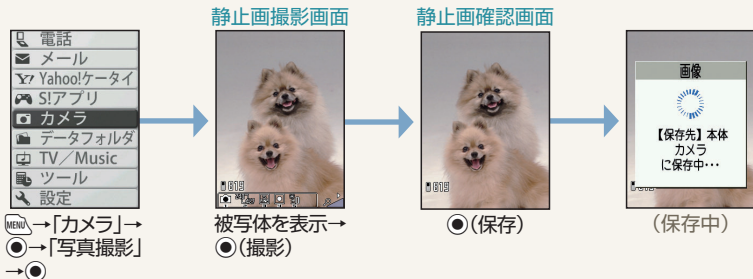 静止画撮影画面
静止画確認画面
電話
メール
Yahoo!ケータイ
S!アプリ
カメラ
データフォルダ
TV／Music
ツール
設定
MENU→「カメラ」→
◉→「写真撮影」
→◉
被写体を表示→
◉(撮影)
◉(保存)
画像
【保存先】本体
カメラ
に保存中･･･
(保存中)